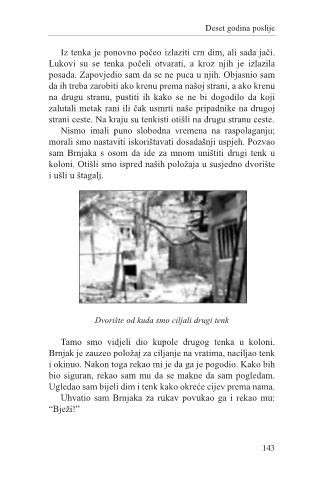 Deset godina poslije
Iz tenka je ponovno počeo izlaziti crn dim, ali sada jači.
Lukovi su se tenka počeli otvarati, a kroz njih je izlazila
posada. Zapovjedio sam da se ne puca u njih. Objasnio sam
da ih treba zarobiti ako krenu prema našoj strani, a ako krenu
na drugu stranu, pustiti ih kako se ne bi dogodilo da koji
zalutali metak rani ili čak usmrti naše pripadnike na drugoj
strani ceste. Na kraju su tenkisti otišli na drugu stranu ceste.
Nismo imali puno slobodna vremena na raspolaganju;
morali smo nastaviti iskorištavati dosadašnji uspjeh. Pozvao
sam Brnjaka s osom da ide za mnom uništiti drugi tenk u
koloni. Otišli smo ispred naših položaja u susjedno dvorište
i ušli u štagalj.
Dvorište od kuda smo ciljali drugi tenk
Tamo smo vidjeli dio kupole drugog tenka u koloni.
Brnjak je zauzeo položaj za ciljanje na vratima, naciljao tenk
i okinuo. Nakon toga rekao mi je da ga je pogodio. Kako bih
bio siguran, rekao sam mu da se makne da sam pogledam.
Ugledao sam bijeli dim i tenk kako okreće cijev prema nama.
Uhvatio sam Brnjaka za rukav povukao ga i rekao mu:
“Bježi!”
143